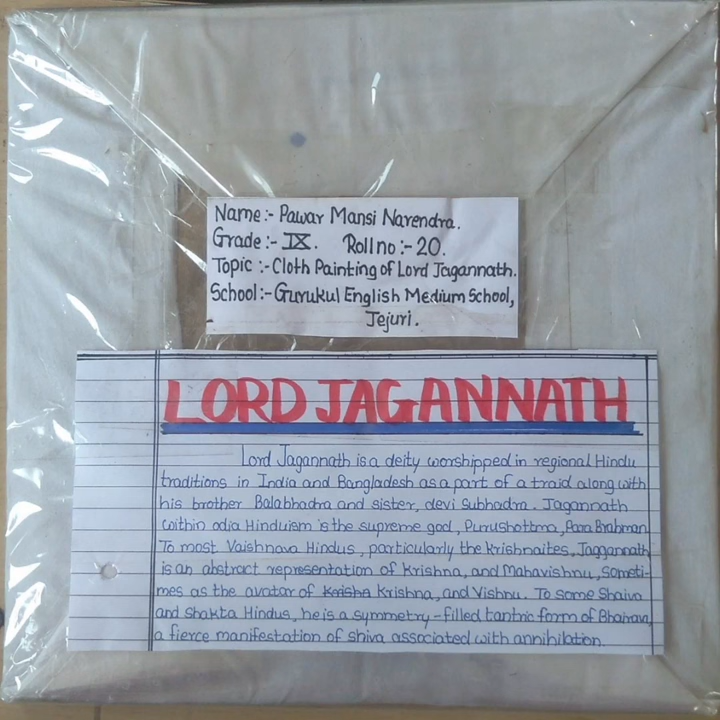 Name:- Pawar Mansi Narendra.
Grade:- IX. Roll no:- 20.
Topic:- Cloth Painting of Lord Jagannath.
School:- Gurukul English Medium School,
Jejuri.
LORD JAGANNATH
Lord Jagannath is a deity worshipped in regional Hindu
traditions in India and Bangladesh as a part of a traid along with
his brother Balabhadra and sister, devi Subhadra. Jagannath
within odia Hinduism is the supreme god, Purushottma, Para Brahman.
To most Vaishnava Hindus, particularly the krishnaites, Jaggannath
is an abstract representation of Krishna, and Mahavishnu, someti-
mes as the avatar of kerisha Krishna, and Vishnu. To some Shaiva
and Shakta Hindus, he is a symmetry-filled tantric form of Bhairav,
a fierce manifestation of shiva associated with annihilation.